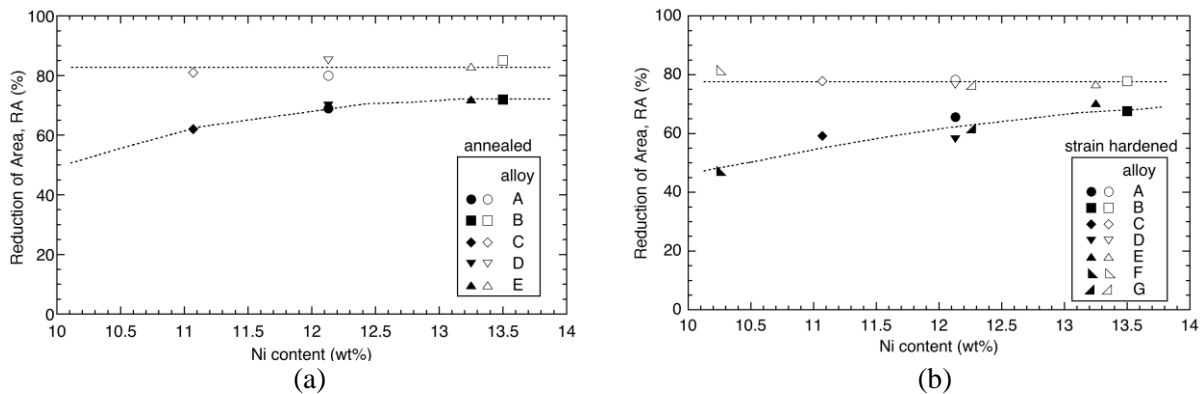 100
80
60
40
20
0
Reduction of Area, RA (%)
annealed
alloy
A
B
C
D
E
10 10.5 11 11.5 12 12.5 13 13.5 14
Ni content (wt%)
(a)
100
80
60
40
20
0
Reduction of Area, RA (%)
strain hardened
alloy
A
B
C
D
E
F
G
10 10.5 11 11.5 12 12.5 13 13.5 14
Ni content (wt%)
(b)